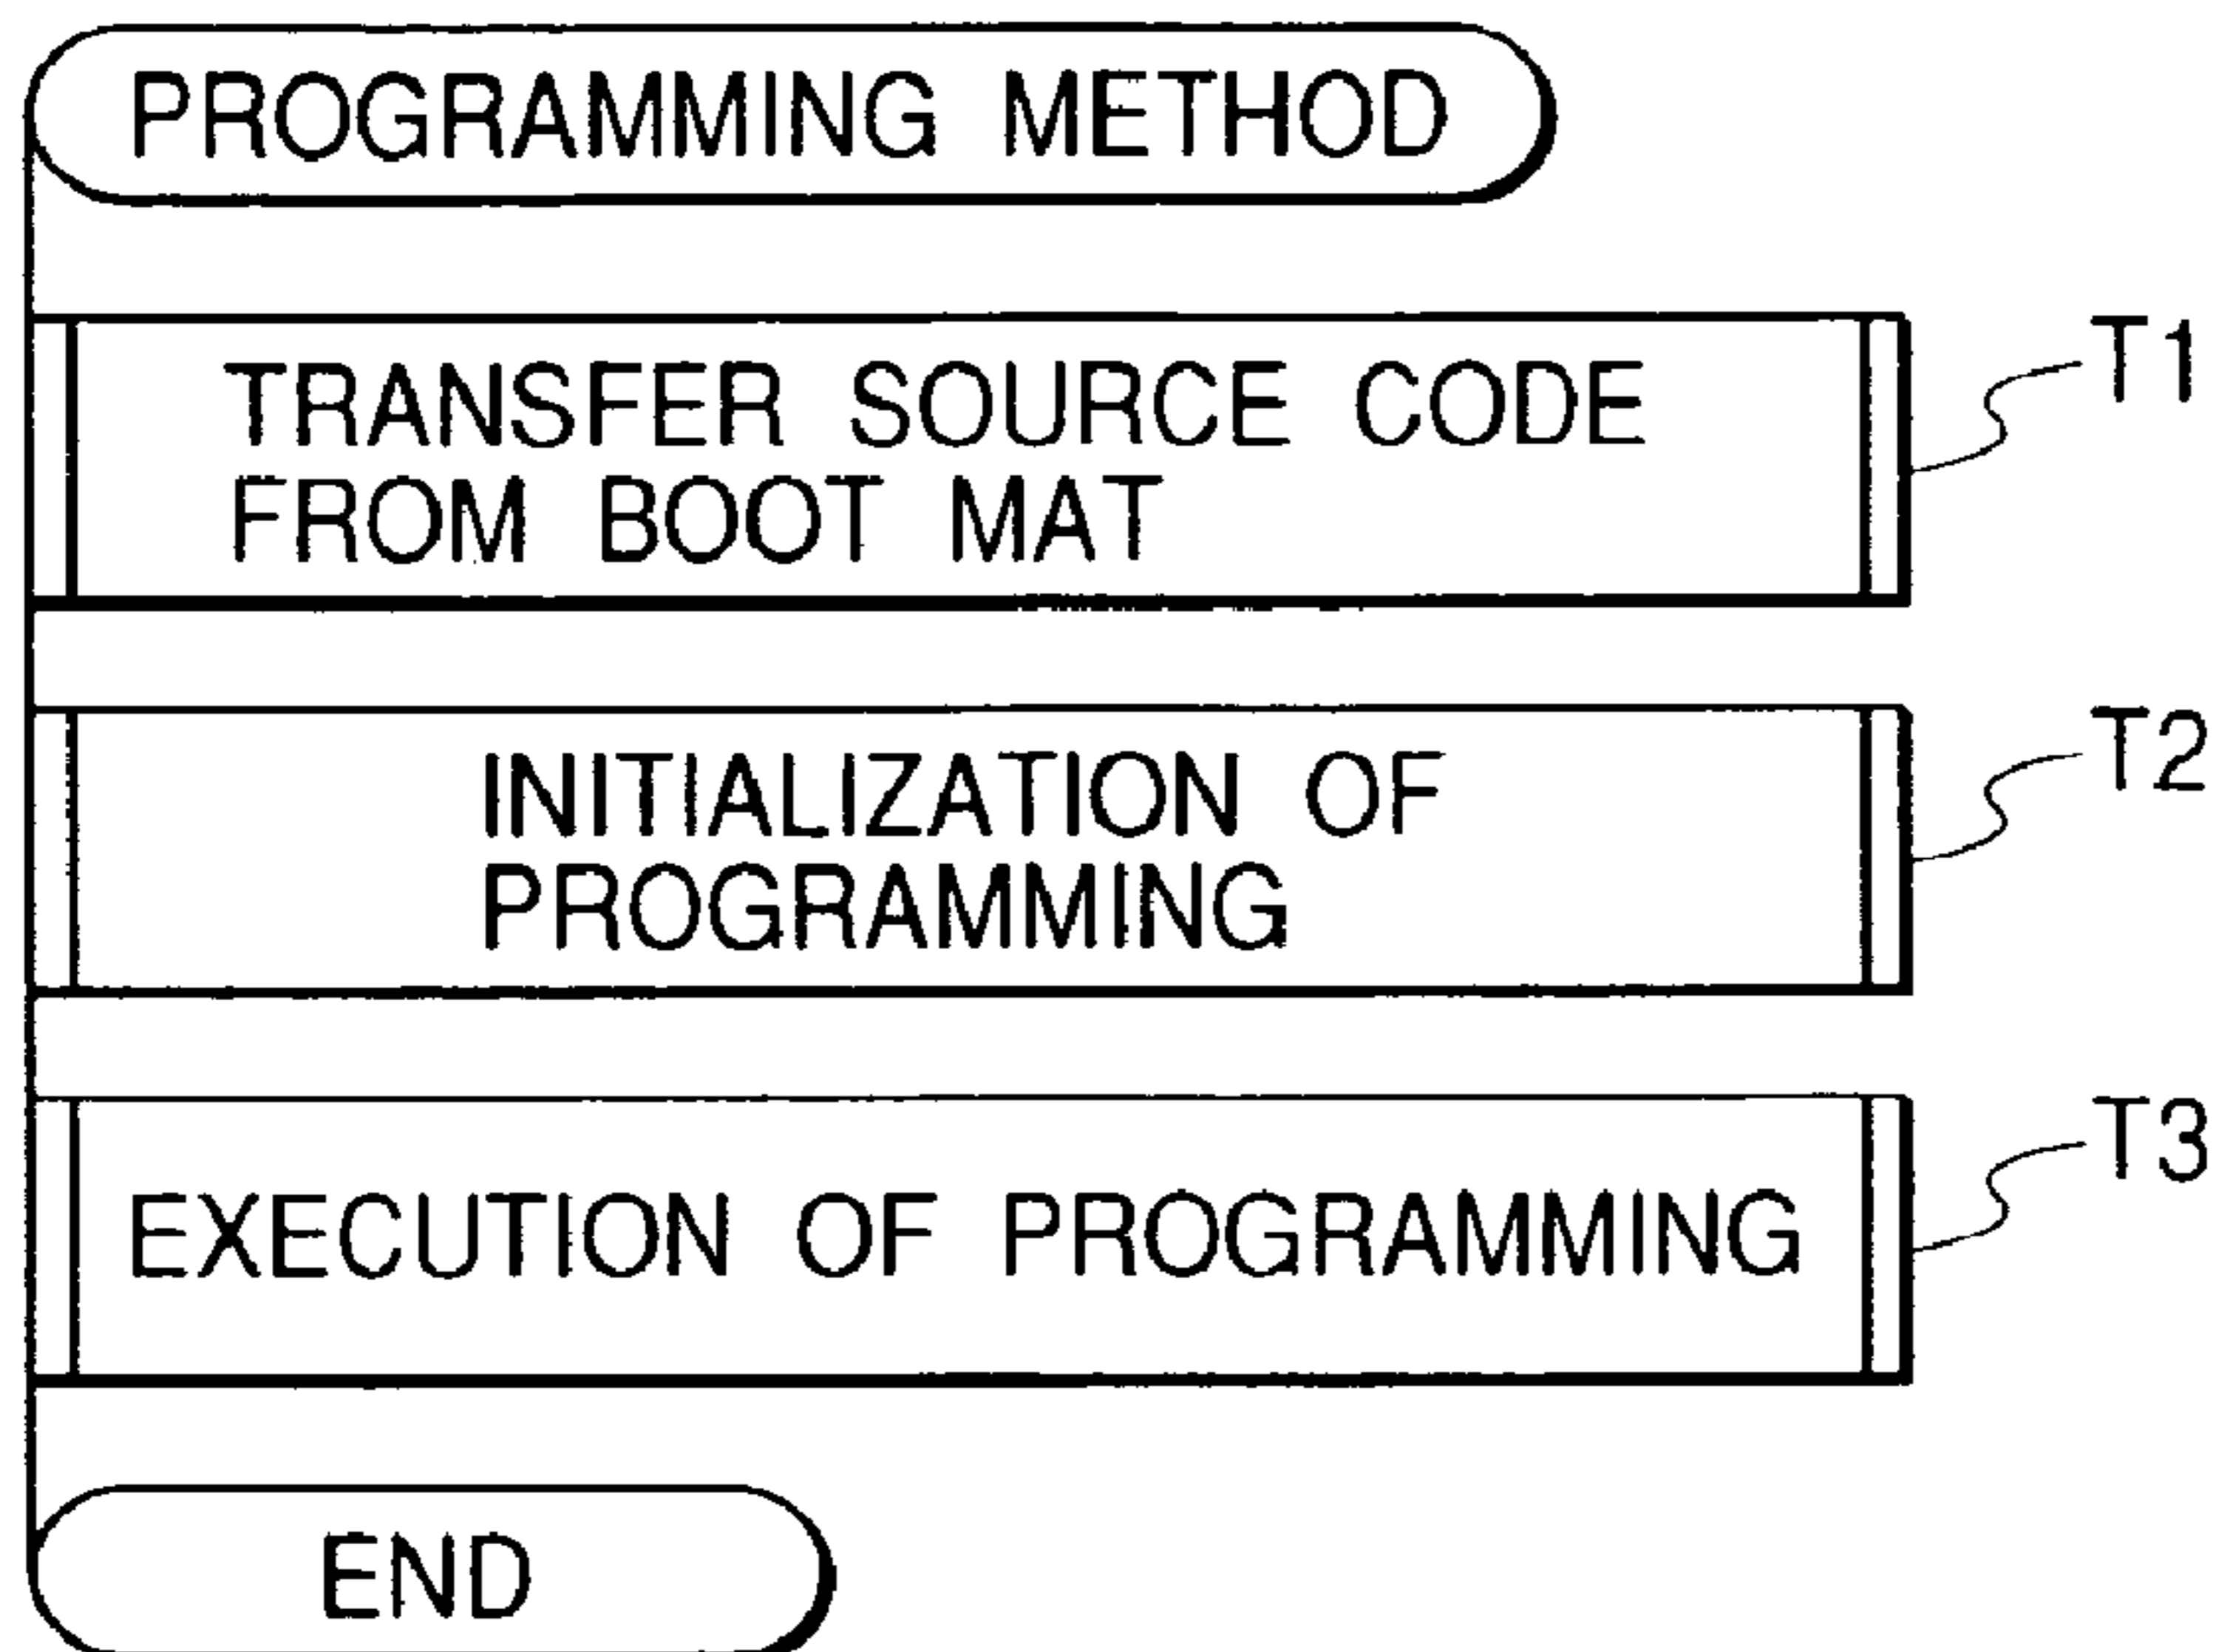 PROGRAMMING METHOD
TRANSFER SOURCE CODE
FROM BOOT MAT
T1
INITIALIZATION OF
PROGRAMMING
T2
EXECUTION OF PROGRAMMING
T3
END